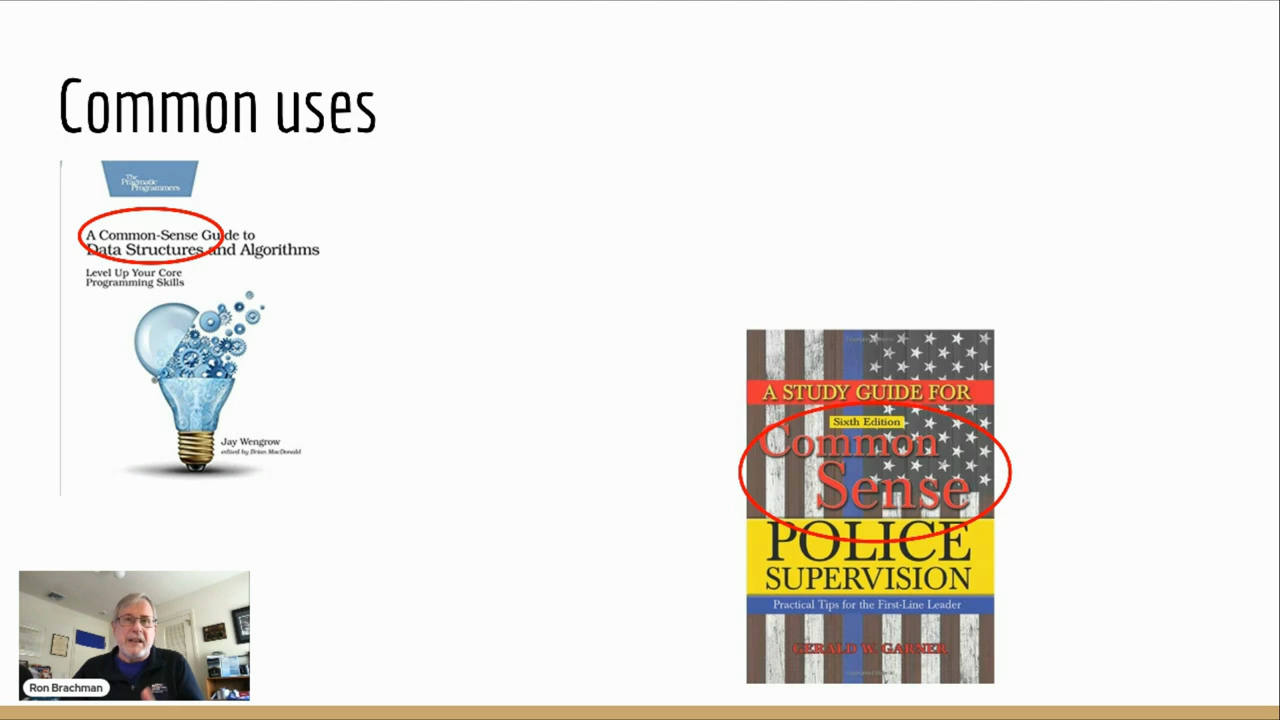 Common uses
The
Pragmatic
Programmers
A Common-Sense Guide to
Data Structures and Algorithms
Level Up Your Core
Programming Skills
Jay Wengrow
edited by Brian MacDonald
A STUDY GUIDE FOR
Sixth Edition
Common
Sense
POLICE
SUPERVISION
Practical Tips for the First-Line Leader
GERALD W. GARNER
Ron Brachman